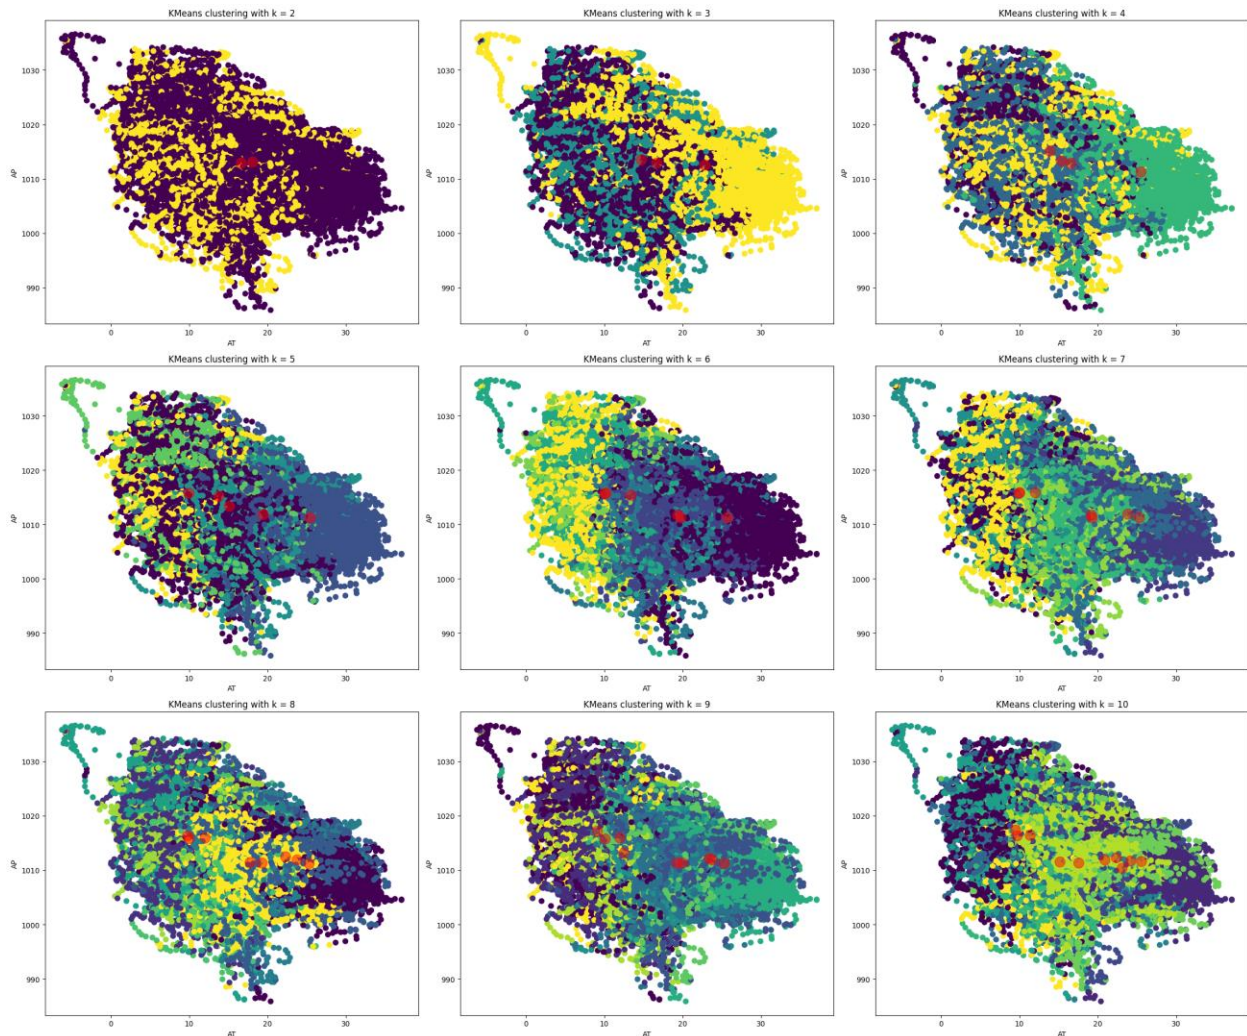 KMeans clustering with k = 2
KMeans clustering with k = 3
KMeans clustering with k = 4
1030
1020
1010
1000
990
AP
0 10 20 30
AT
1030
1020
1010
1000
990
AP
0 10 20 30
AT
1030
1020
1010
1000
990
AP
0 10 20 30
AT
KMeans clustering with k = 5
KMeans clustering with k = 6
KMeans clustering with k = 7
1030
1020
1010
1000
990
AP
0 10 20 30
AT
1030
1020
1010
1000
990
AP
0 10 20 30
AT
1030
1020
1010
1000
990
AP
0 10 20 30
AT
KMeans clustering with k = 8
KMeans clustering with k = 9
KMeans clustering with k = 10
1030
1020
1010
1000
990
AP
0 10 20 30
AT
1030
1020
1010
1000
990
AP
0 10 20 30
AT
1030
1020
1010
1000
990
AP
0 10 20 30
AT